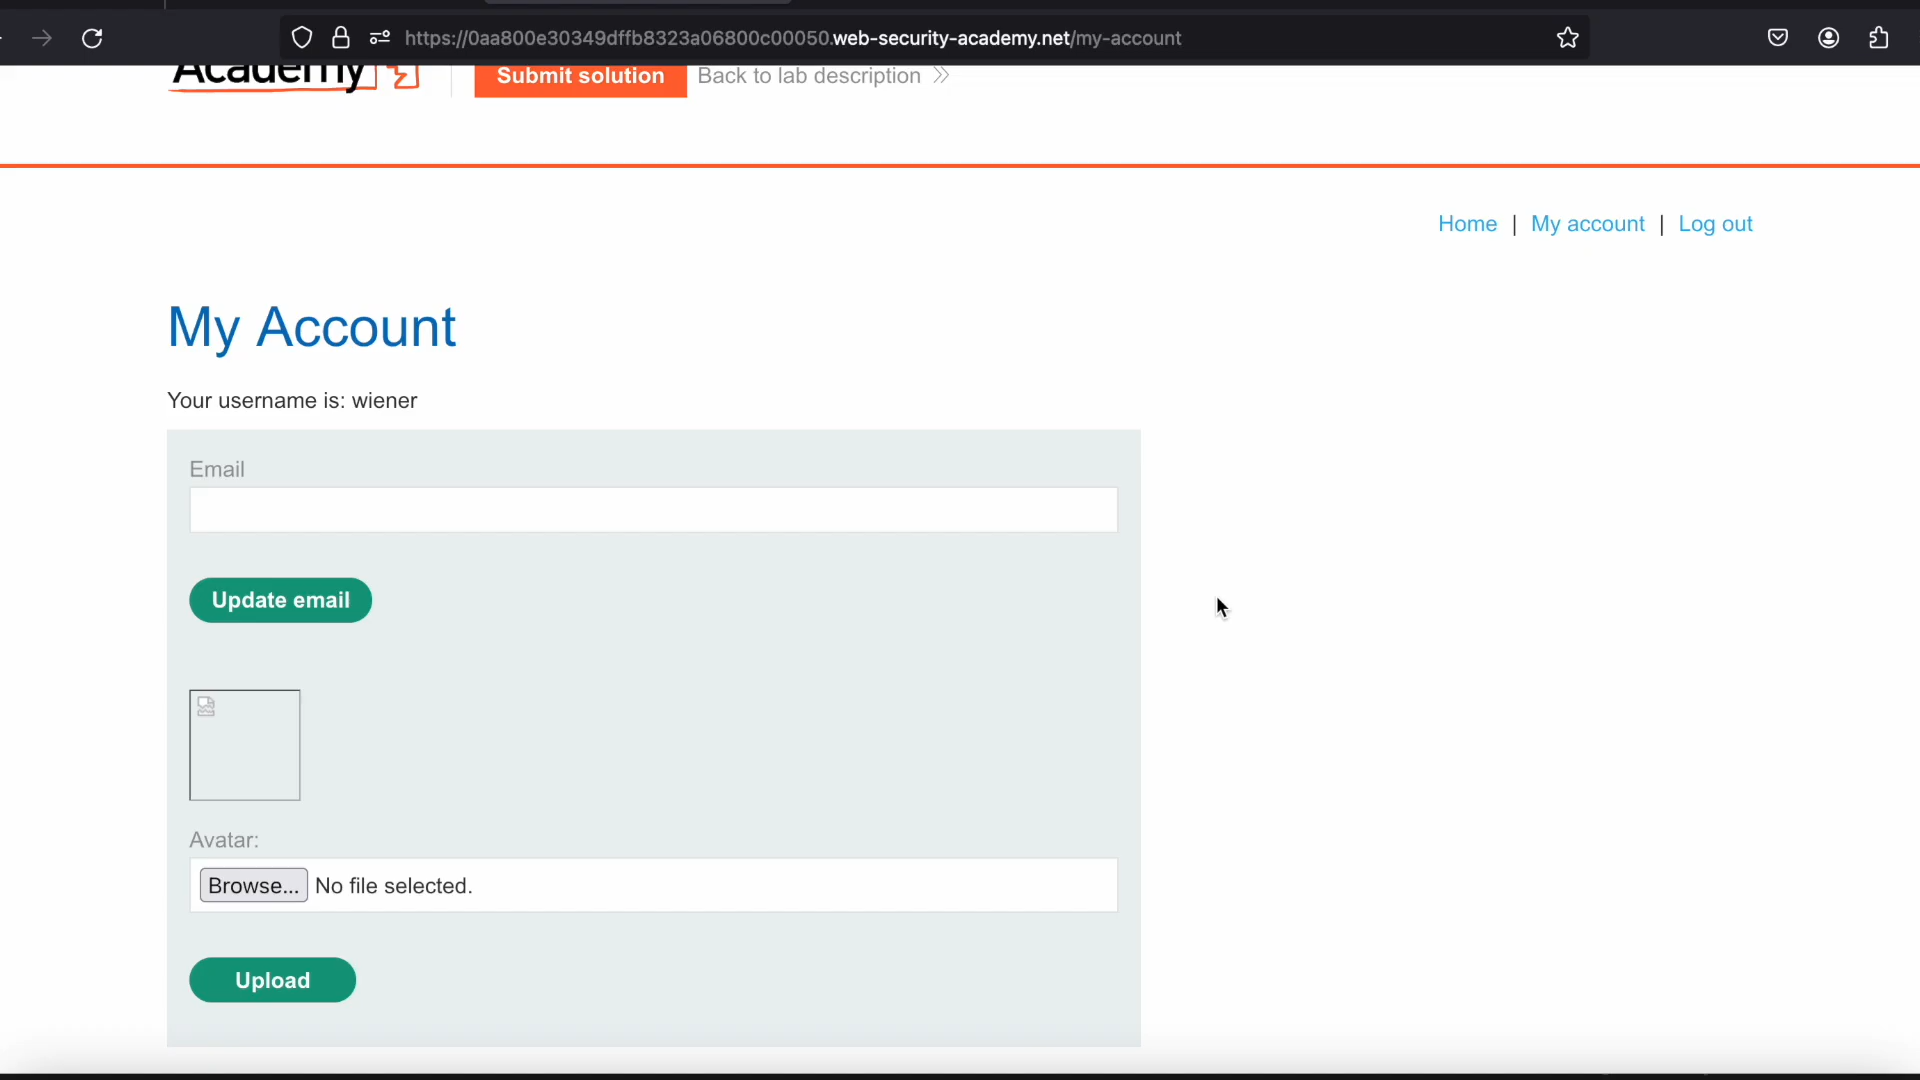 https://0aa800e30349dffb8323a06800c00050.web-security-academy.net/my-account
Academy
Submit solution
Back to lab description
Home | My account | Log out
My Account
Your username is: wiener
Email
Update email
Avatar:
Browse... No file selected.
Upload